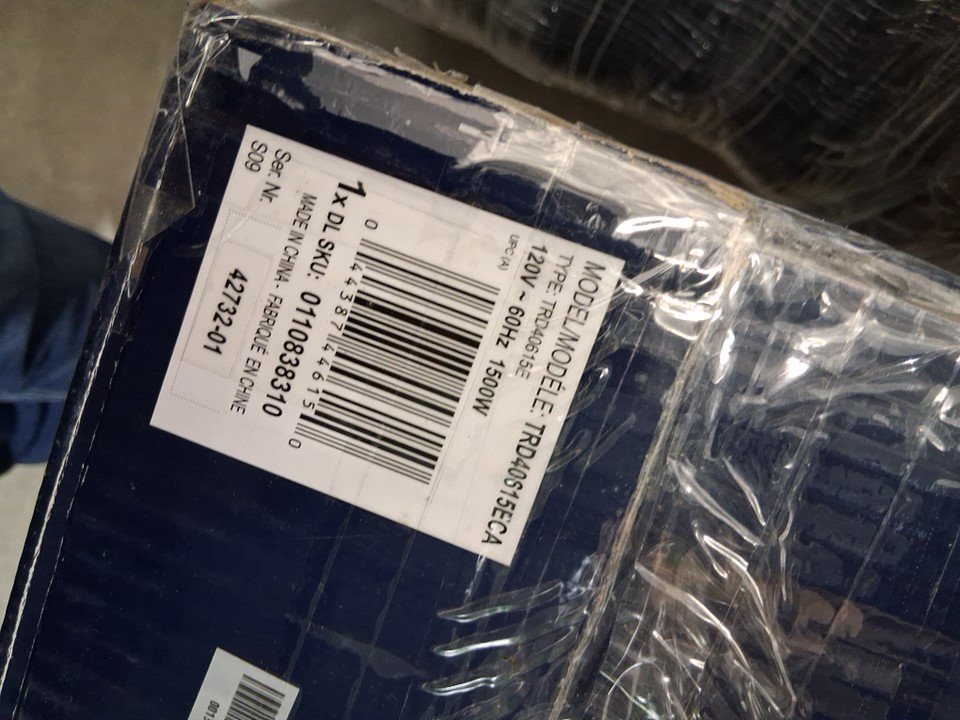 MODEL/MODÈLE: TRD40615ECA
TYPE: TRD40615E
120V ~ 60Hz 1500W
UPC (A)
0 44387 44615 0
1x DL SKU: 0110838310
MADE IN CHINA · FABRIQUÉ EN CHINE
Ser. Nr.
S09
42732-01